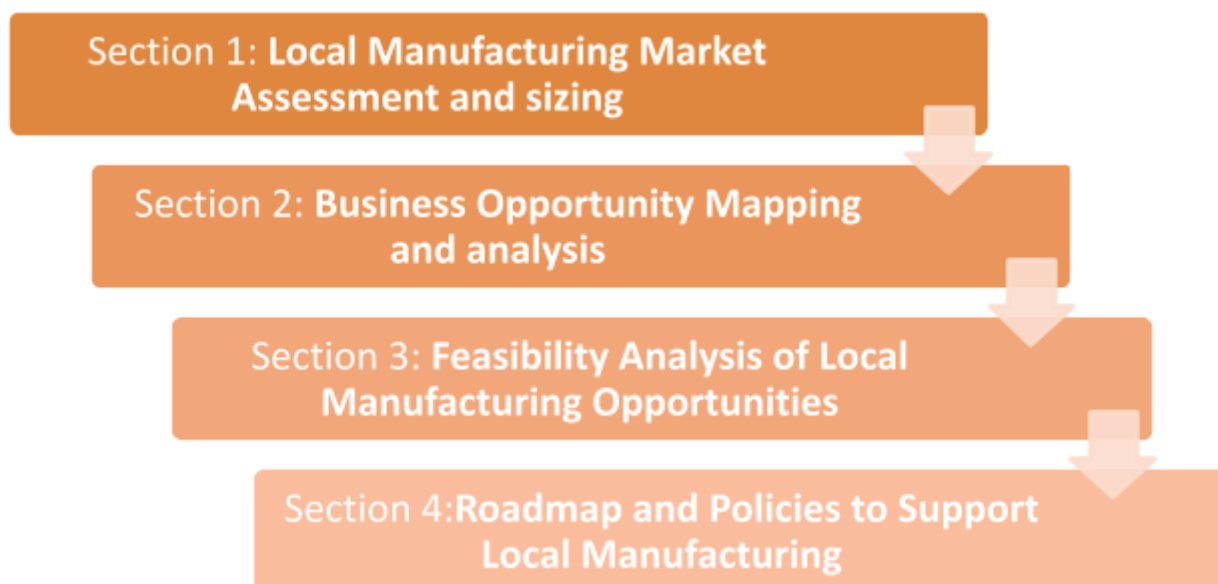 Section 1: Local Manufacturing Market
Assessment and sizing
Section 2: Business Opportunity Mapping
and analysis
Section 3: Feasibility Analysis of Local
Manufacturing Opportunities
Section 4:Roadmap and Policies to Support
Local Manufacturing